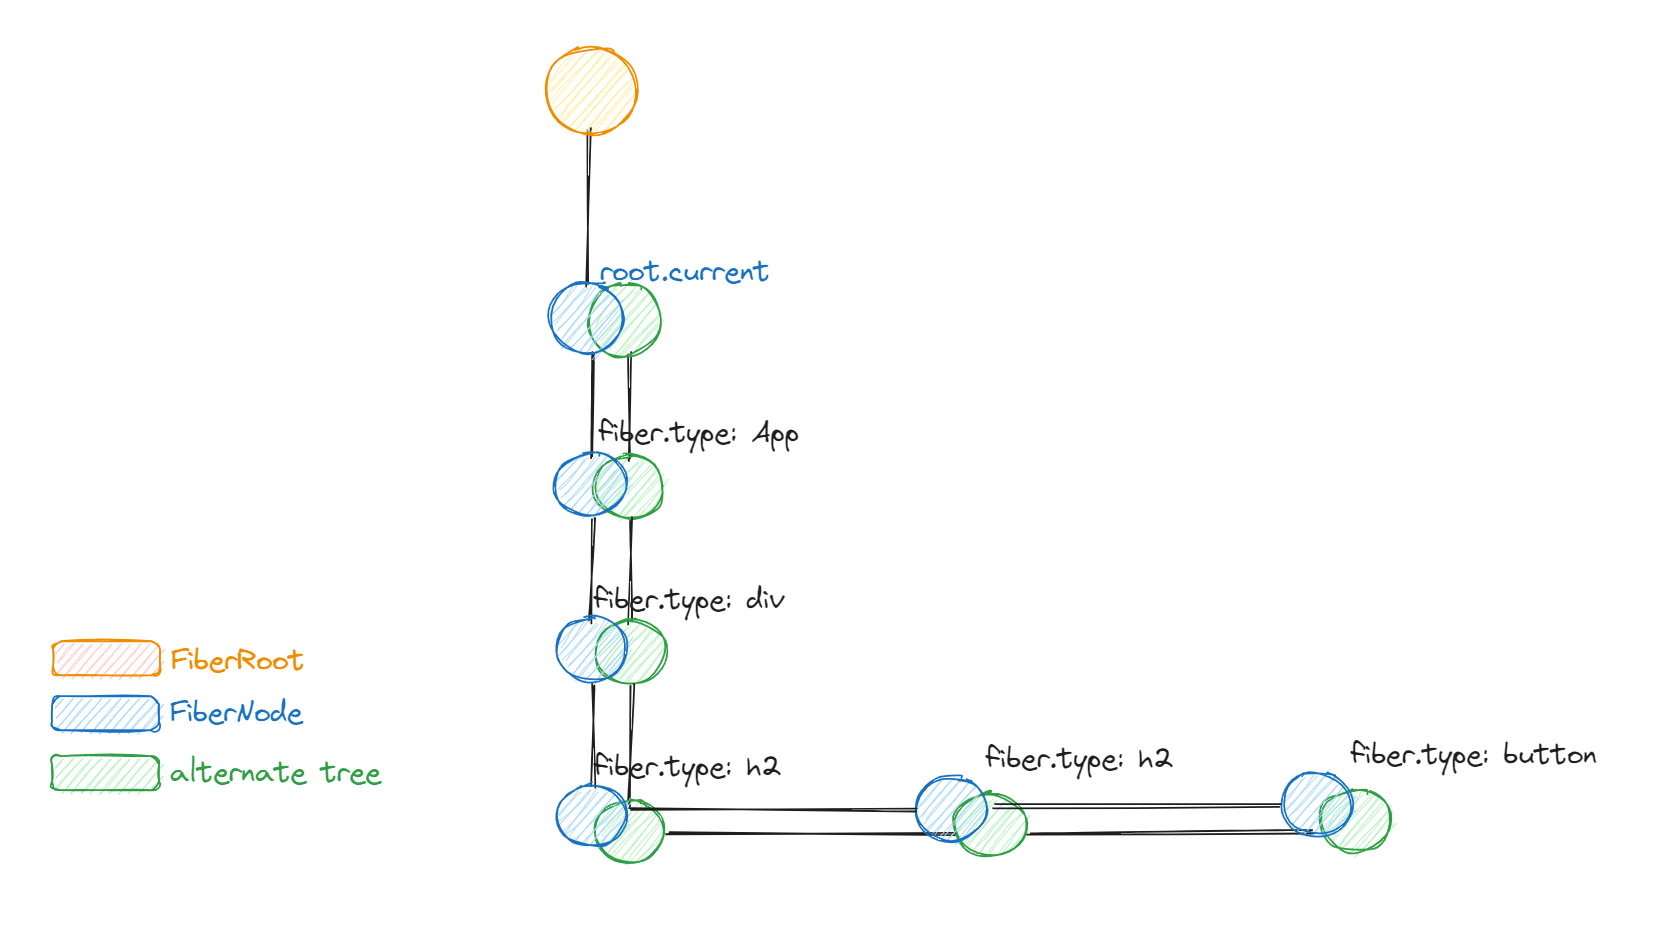 root.current
fiber.type: App
fiber.type: div
FiberRoot
FiberNode
alternate tree
fiber.type: h2
fiber.type: h2
fiber.type: button